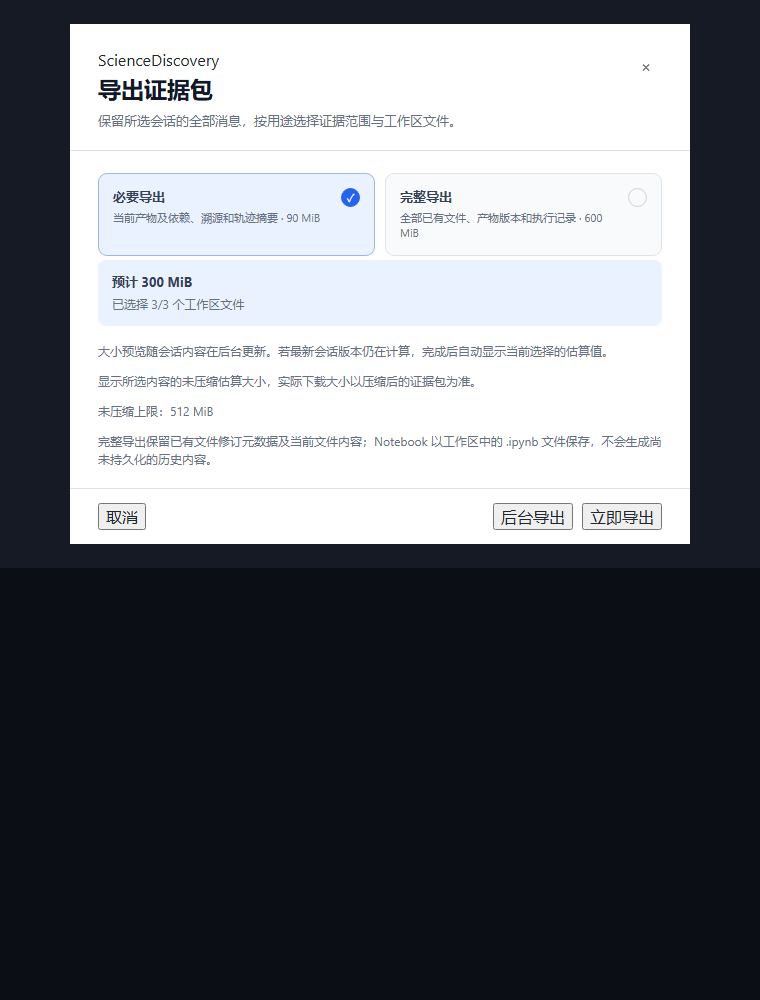 ScienceDiscovery
×
导出证据包
保留所选会话的全部消息，按用途选择证据范围与工作区文件。
必要导出
✓
当前产物及依赖、溯源和轨迹摘要 · 90 MiB
完整导出
全部已有文件、产物版本和执行记录 · 600
MiB
预计 300 MiB
已选择 3/3 个工作区文件
大小预览随会话内容在后台更新。若最新会话版本仍在计算，完成后自动显示当前选择的估算值。
显示所选内容的未压缩估算大小，实际下载大小以压缩后的证据包为准。
未压缩上限：512 MiB
完整导出保留已有文件修订元数据及当前文件内容；Notebook 以工作区中的 .ipynb 文件保存，不会生成尚
未持久化的历史内容。
取消
后台导出
立即导出